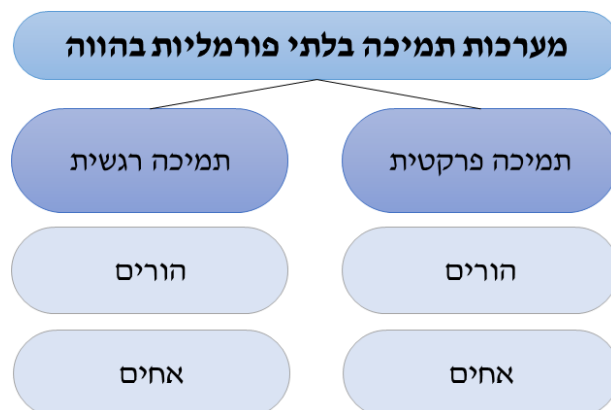 מערכות תמיכה בלתי פורמליות בהווה
תמיכה פרקטית
תמיכה רגשית
הורים
הורים
אחים
אחים